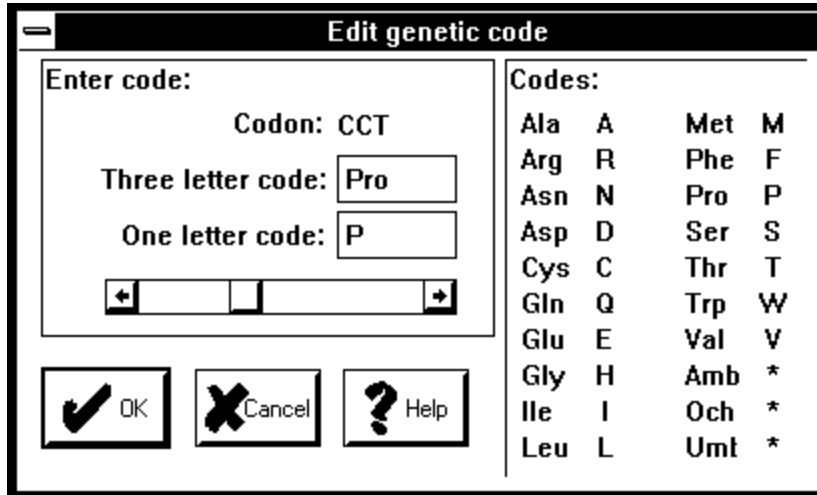 Edit genetic code
Enter code:
Codon: CCT
Three letter code: Pro
One letter code: P
OK Cancel Help
Codes:
Ala A Met M
Arg R Phe F
Asn N Pro P
Asp D Ser S
Cys C Thr T
Gln Q Trp W
Glu E Val V
Gly H Amb *
Ile I Och *
Leu L Umb *